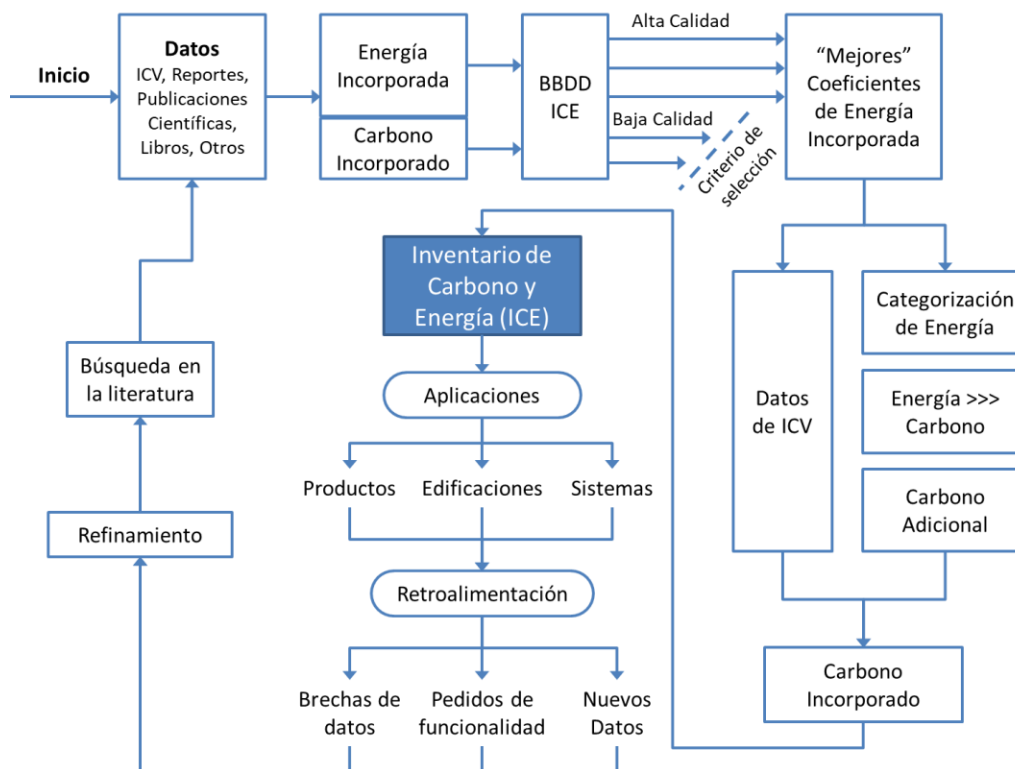 Inicio
Datos
ICV, Reportes,
Publicaciones
Científicas,
Libros, Otros
Energía
Incorporada
Carbono
Incorporado
BBDD
ICE
Alta Calidad
Baja Calidad
Criterio de
selección
“Mejores”
Coeficientes
de Energía
Incorporada
Inventario de
Carbono y
Energía (ICE)
Aplicaciones
Productos
Edificaciones
Sistemas
Retroalimentación
Brechas de
datos
Pedidos de
funcionalidad
Nuevos
Datos
Búsqueda en
la literatura
Refinamiento
Datos
de ICV
Categorización
de Energía
Energía >>>
Carbono
Carbono
Adicional
Carbono
Incorporado